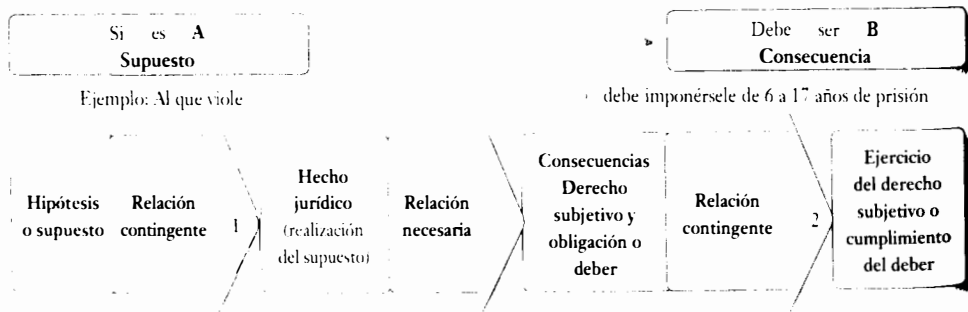 Si es A
Supuesto
Debe ser B
Consecuencia
Ejemplo: Al que viole
debe imponérsele de 6 a 17 años de prisión
Hipótesis
o supuesto
Relación
contingente
1
Hecho
jurídico
(realización
del supuesto)
Relación
necesaria
Consecuencias
Derecho
subjetivo y
obligación o
deber
Relación
contingente
2
Ejercicio
del derecho
subjetivo o
cumplimiento
del deber